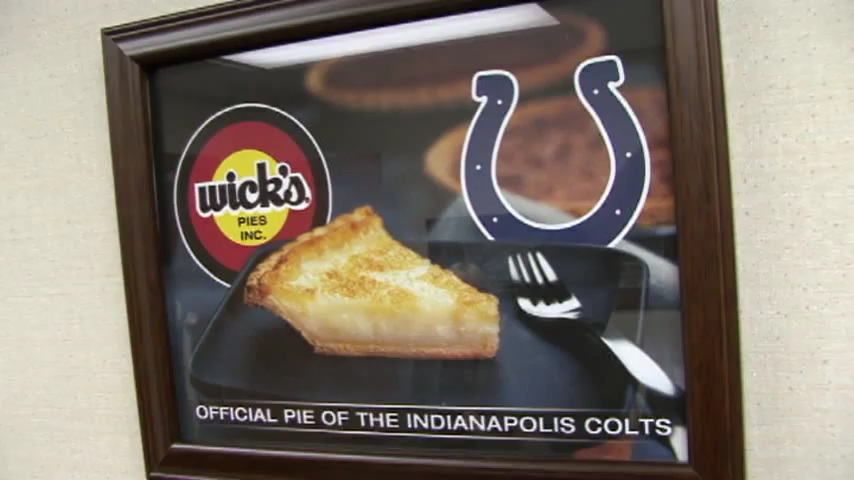 wick's.
PIES
INC.
OFFICIAL PIE OF THE INDIANAPOLIS COLTS